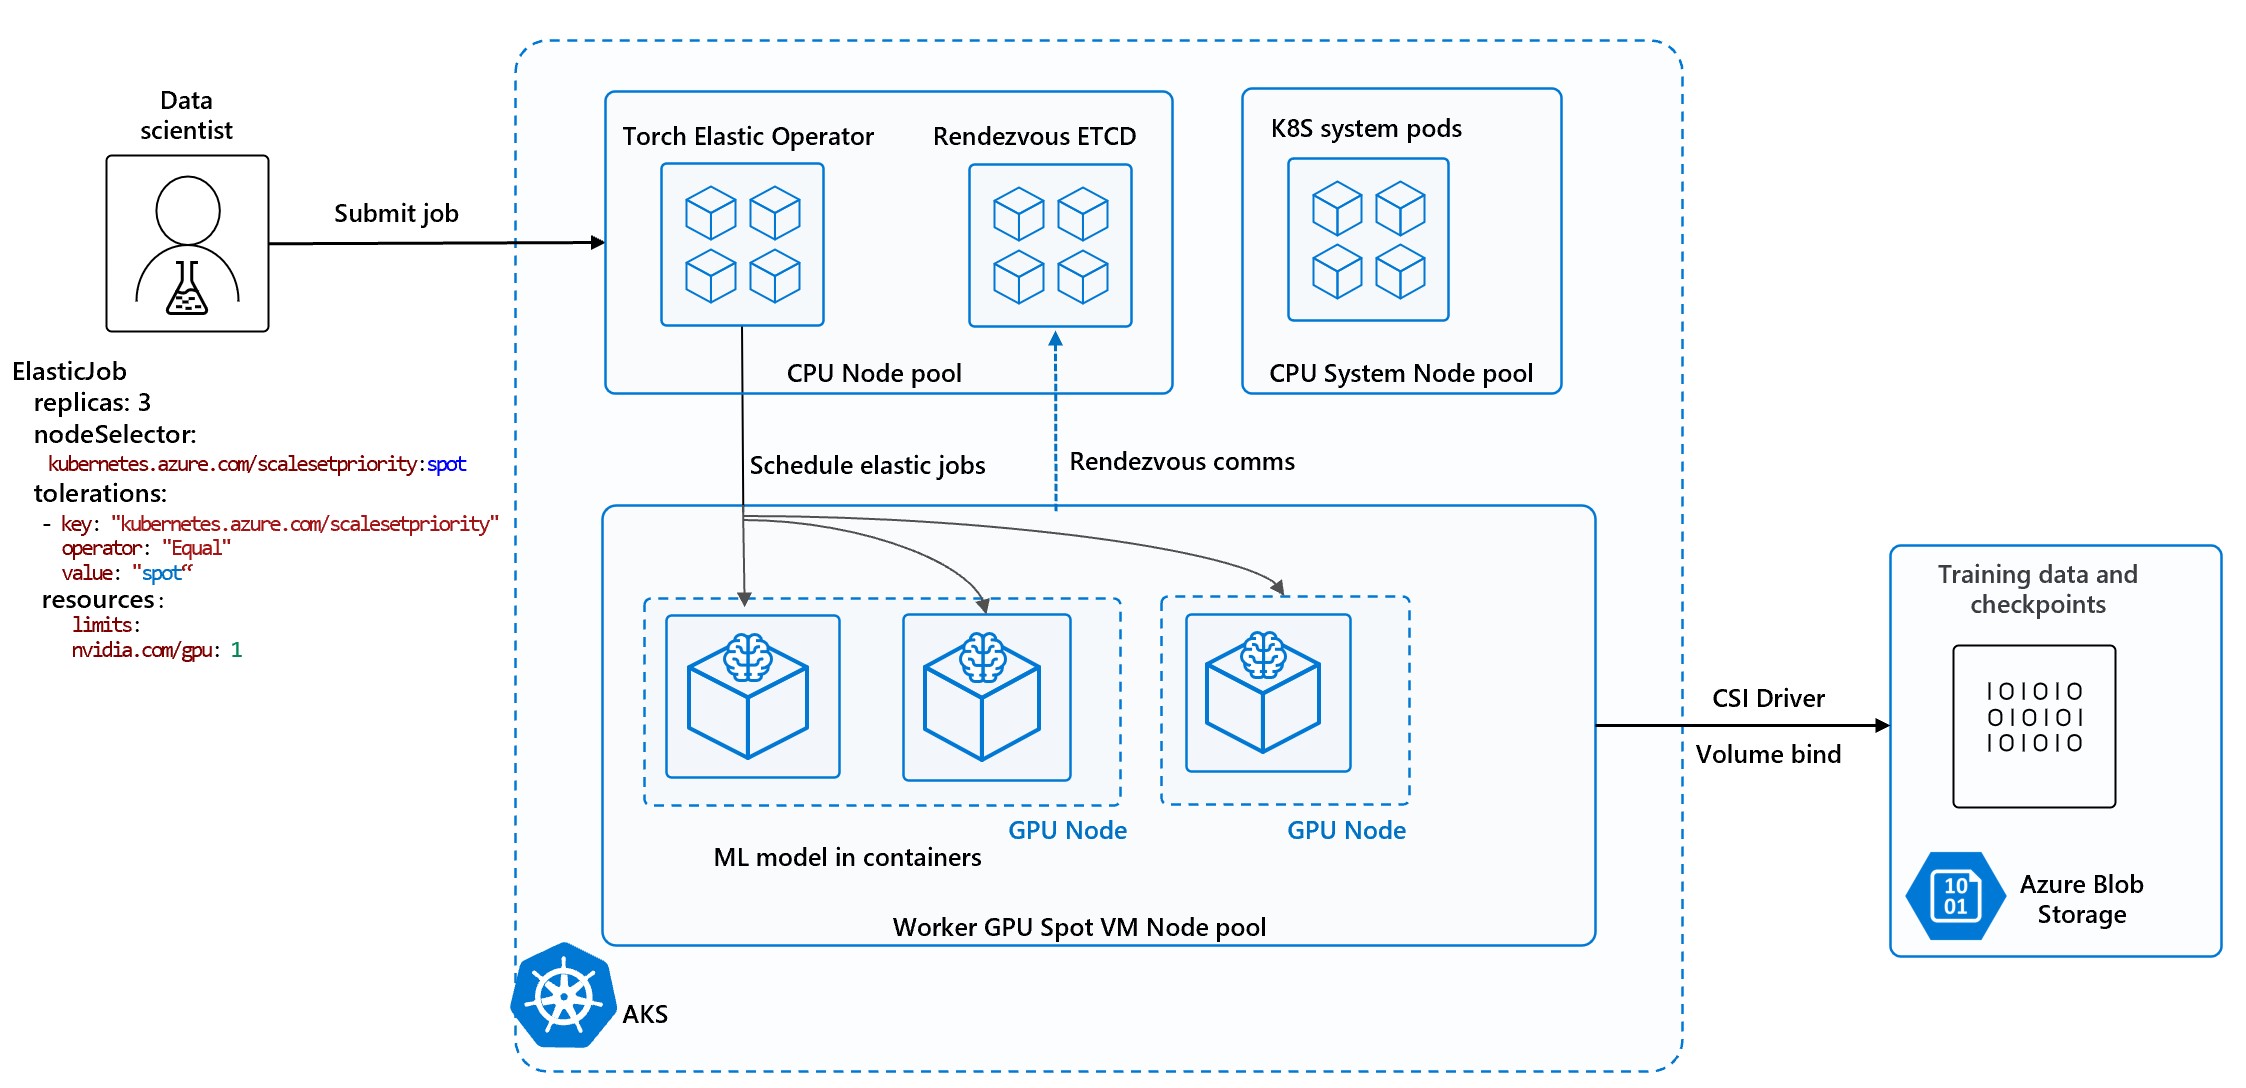 Data
scientist
Submit job
ElasticJob
replicas: 3
nodeSelector:
kubernetes.azure.com/scalesetpriority:spot
tolerations:
- key: "kubernetes.azure.com/scalesetpriority"
operator: "Equal"
value: "spot“
resources:
limits:
nvidia.com/gpu: 1
Torch Elastic Operator
Rendezvous ETCD
CPU Node pool
K8S system pods
CPU System Node pool
Schedule elastic jobs
Rendezvous comms
GPU Node
GPU Node
ML model in containers
Worker GPU Spot VM Node pool
AKS
CSI Driver
Volume bind
Training data and
checkpoints
IOIOIO
OIOIOI
IOIOIO
10
01
Azure Blob
Storage